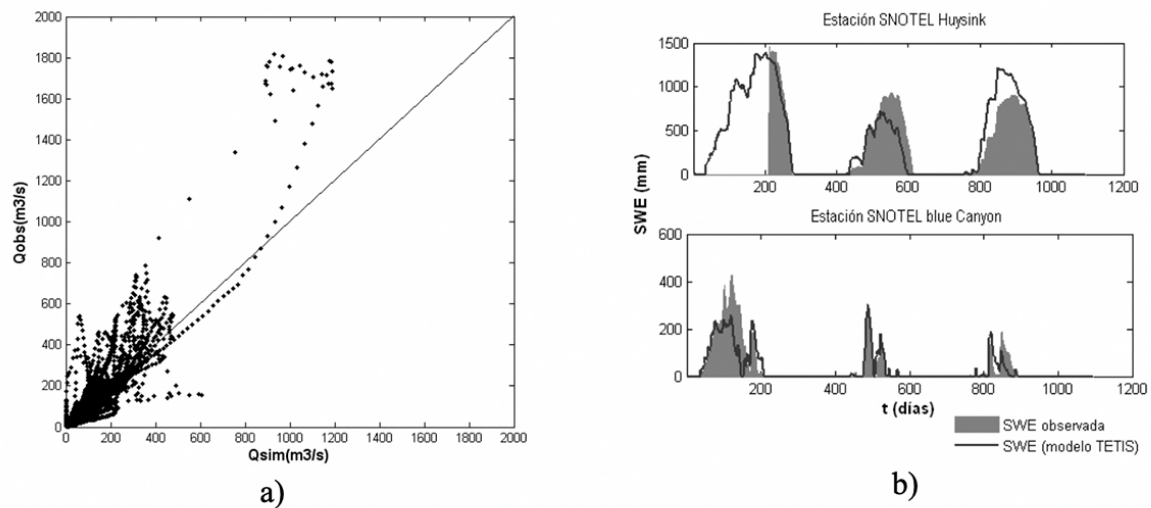 2000
1800
1600
1400
1200
1000
800
600
400
200
0
0 200 400 600 800 1000 1200 1400 1600 1800 2000
Qobs(m3/s)
Qsim(m3/s)
a)
Estación SNOTEL Huysink
1500
1000
500
0
200 400 600 800 1000 1200
SWE (mm)
Estación SNOTEL blue Canyon
600
400
200
0
200 400 600 800 1000 1200
t (días)
SWE observada
SWE (modelo TETIS)
b)